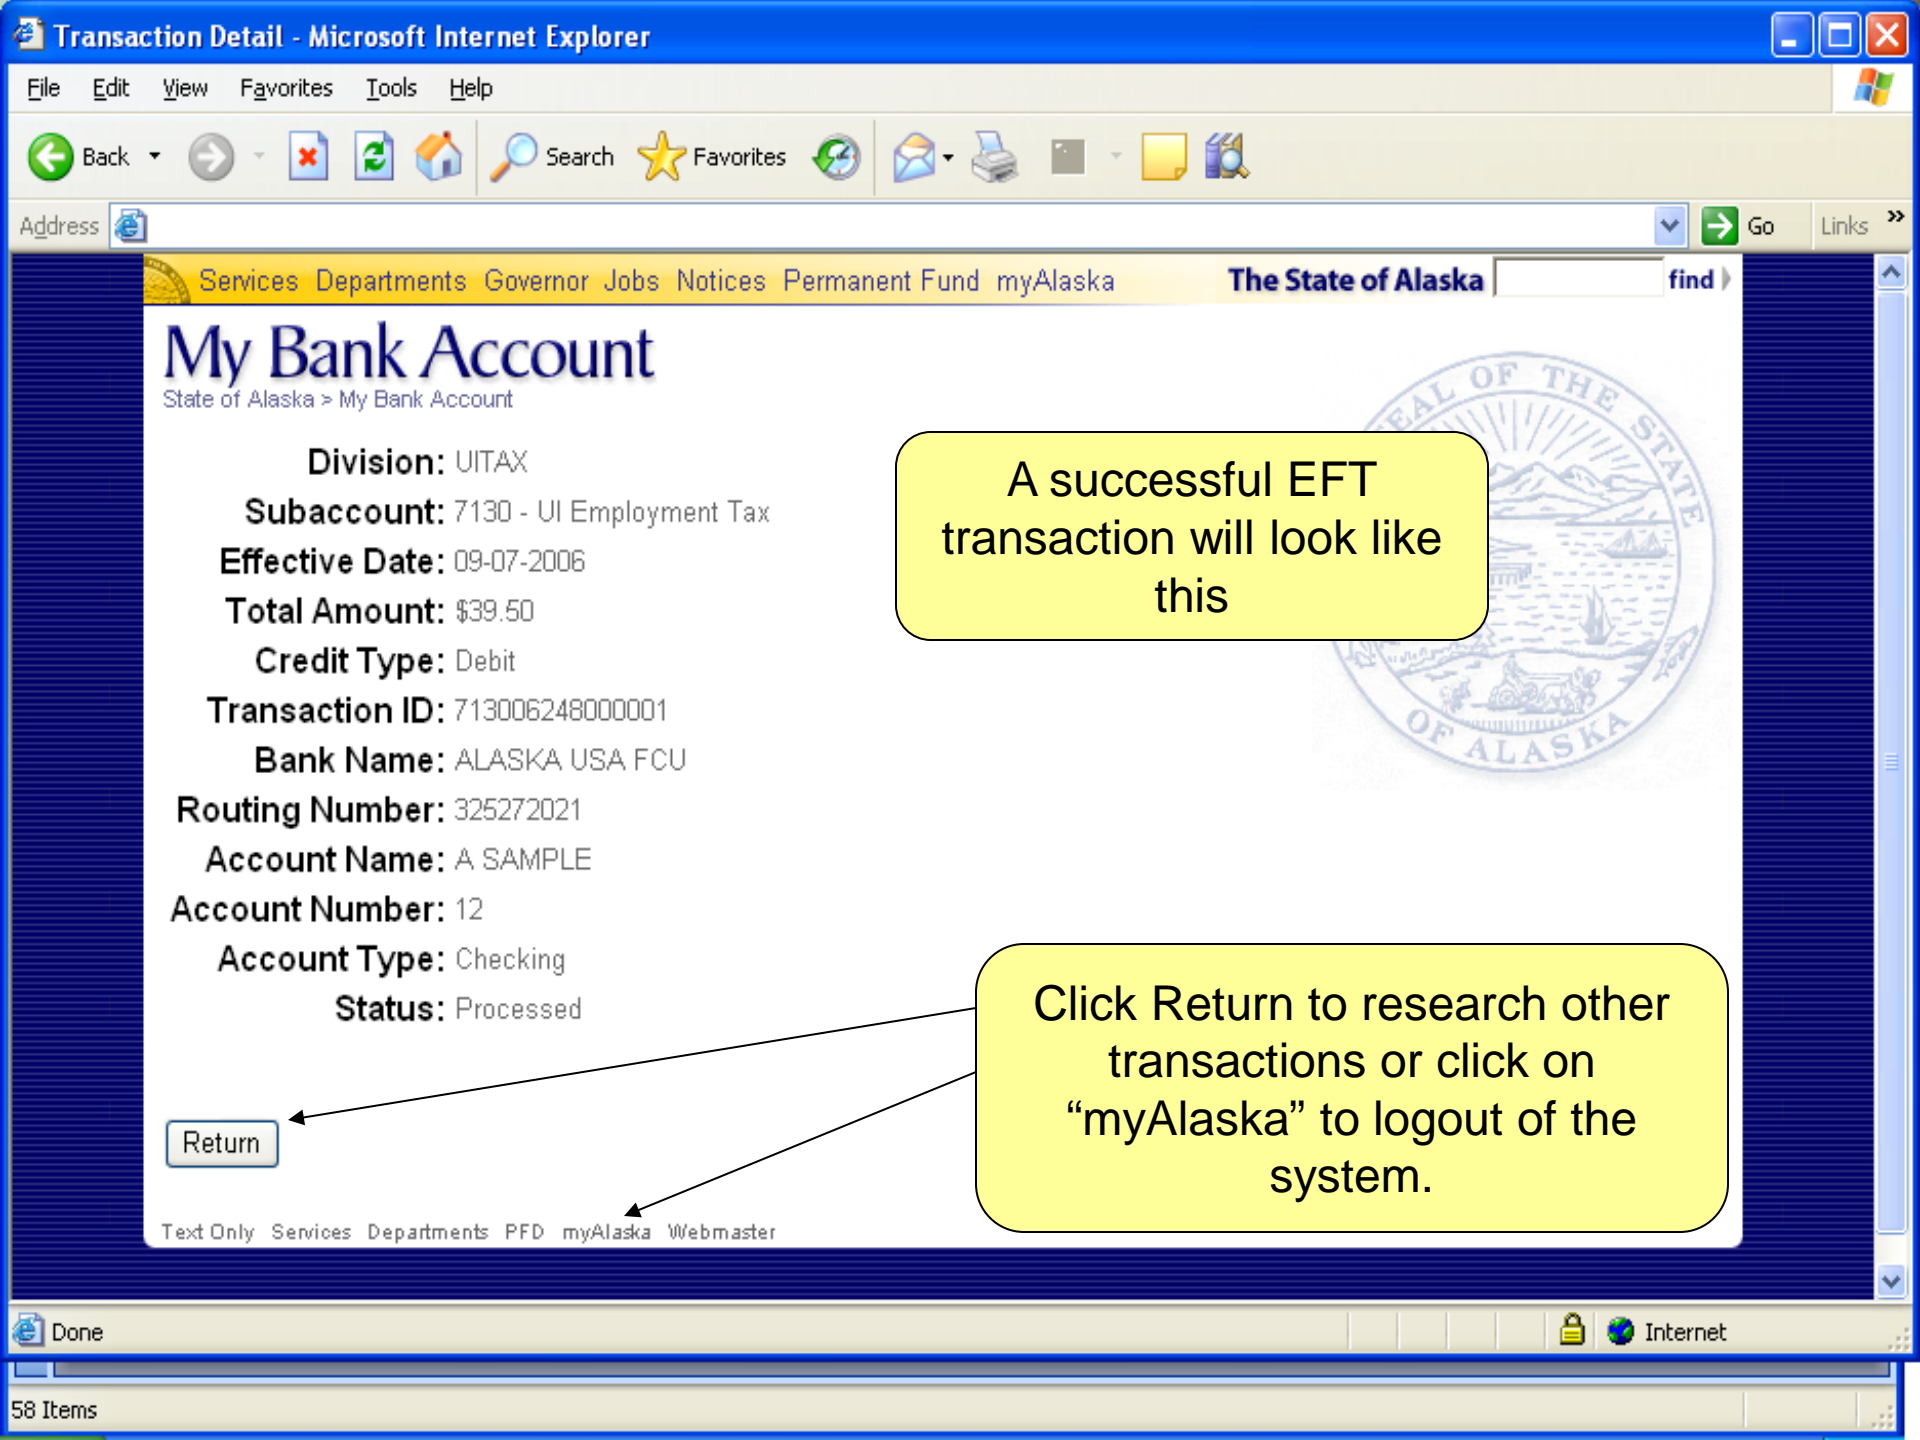 Transaction Detail - Microsoft Internet Explorer
File Edit View Favorites Tools Help
Back Search Favorites
Address Go Links »
Services Departments Governor Jobs Notices Permanent Fund myAlaska The State of Alaska find
My Bank Account
State of Alaska > My Bank Account
SEAL OF THE STATE OF ALASKA
Division: UITAX
Subaccount: 7130 - UI Employment Tax
Effective Date: 09-07-2006
Total Amount: $39.50
Credit Type: Debit
Transaction ID: 713006248000001
Bank Name: ALASKA USA FCU
Routing Number: 325272021
Account Name: A SAMPLE
Account Number: 12
Account Type: Checking
Status: Processed
A successful EFT
transaction will look like
this
Click Return to research other
transactions or click on
“myAlaska” to logout of the
system.
Return
Text Only Services Departments PFD myAlaska Webmaster
Done Internet
58 Items